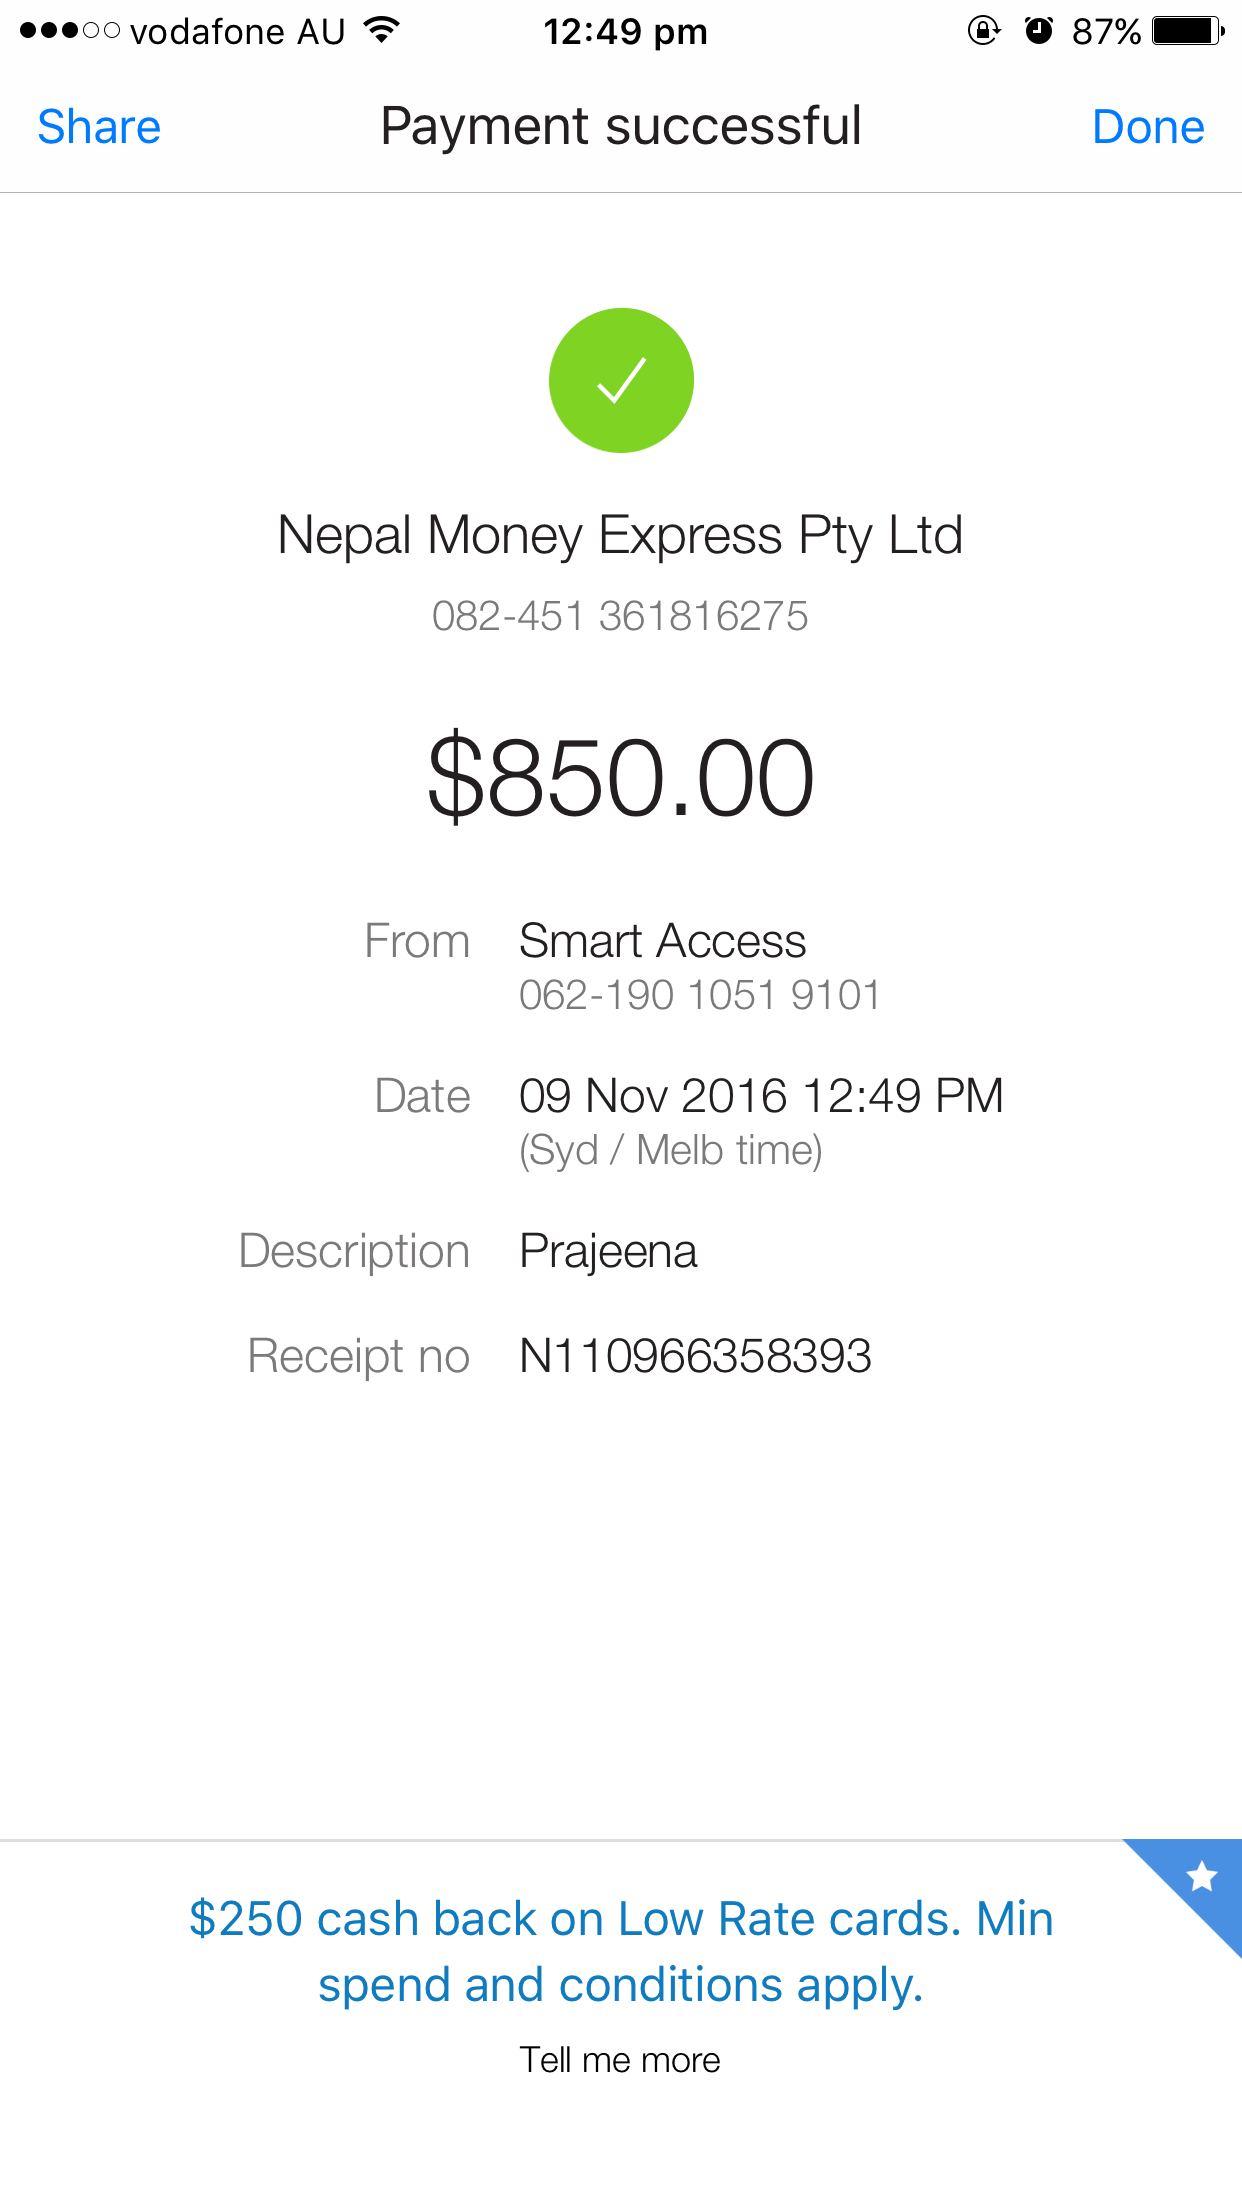 vodafone AU 12:49 pm 87%
Share Payment successful Done
Nepal Money Express Pty Ltd
082-451 361816275
$850.00
From Smart Access
062-190 1051 9101
Date 09 Nov 2016 12:49 PM
(Syd / Melb time)
Description Prajeena
Receipt no N110966358393
$250 cash back on Low Rate cards. Min
spend and conditions apply.
Tell me more